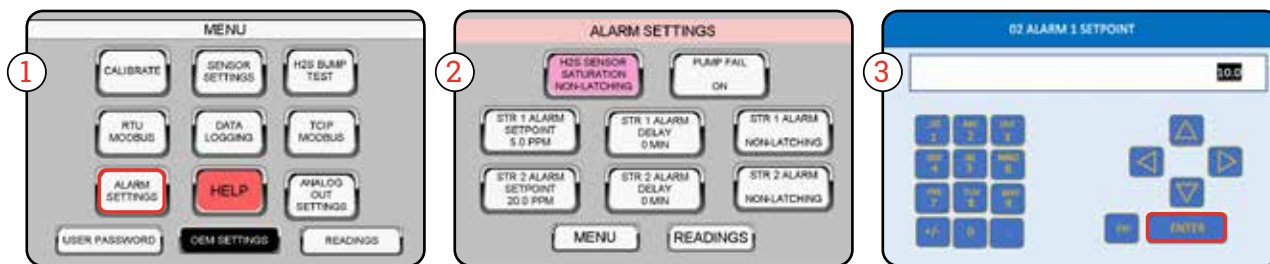 1
MENU
CALIBRATE
SENSOR
SETTINGS
H2S BUMP
TEST
RTU
MODBUS
DATA
LOGGING
TCIP
MODBUS
ALARM
SETTINGS
HELP
ANALOG
OUT
SETTINGS
USER PASSWORD
OEM SETTINGS
READINGS
2
ALARM SETTINGS
H2S SENSOR
SATURATION
NON-LATCHING
PUMP FAIL
ON
STR 1 ALARM
SETPOINT
5.0 PPM
STR 1 ALARM
DELAY
0 MIN
STR 1 ALARM
NON-LATCHING
STR 2 ALARM
SETPOINT
20.0 PPM
STR 2 ALARM
DELAY
0 MIN
STR 2 ALARM
NON-LATCHING
MENU
READINGS
3
02 ALARM 1 SETPOINT
10.0
1
2
3
4
5
6
7
8
9
+/-
0
.
ENTER